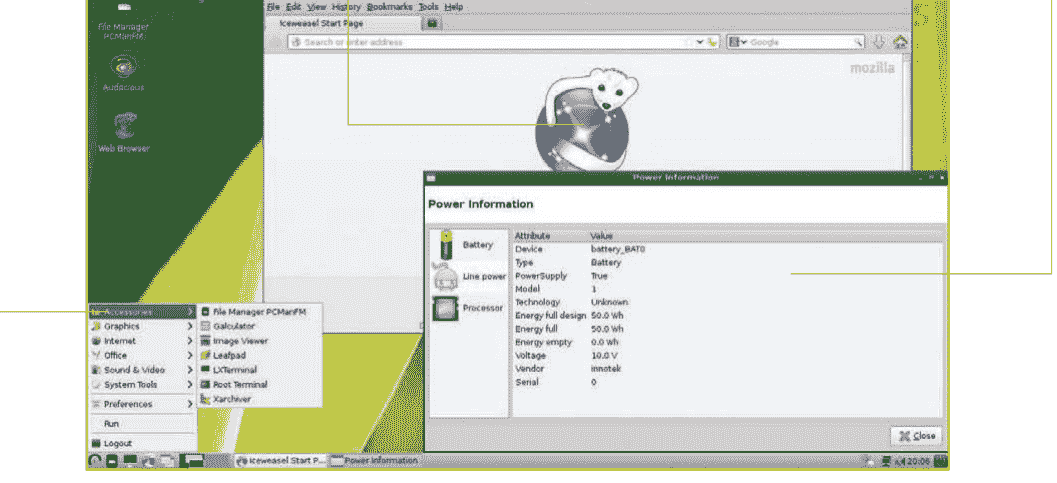 File Manager
PCManFM
Audacious
Web Browser
File Edit View History Bookmarks Tools Help
Iceweasel Start Page
Search or enter address
Google
mozilla
Power Information
Power Information
Battery
Line power
Processor
Attribute Value
Device battery_BAT0
Type Battery
PowerSupply True
Model 1
Technology Unknown
Energy full design 50.0 Wh
Energy full 50.0 Wh
Energy empty 0.0 Wh
Voltage 10.0 V
Vendor innotek
Serial 0
Close
Accessories
Graphics
Internet
Office
Sound & Video
System Tools
Preferences
Run
Logout
File Manager PCManFM
Galculator
Image Viewer
Leafpad
LXTerminal
Root Terminal
Xarchiver
Iceweasel Start P...
Power Information
20:06